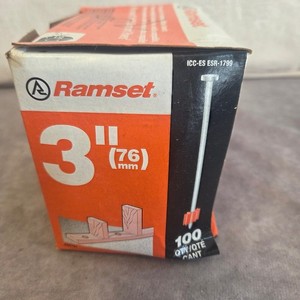 ICC-ES ESR-1799
Ramset®
3" (76 mm)
100
QTY/QTÉ
CANT